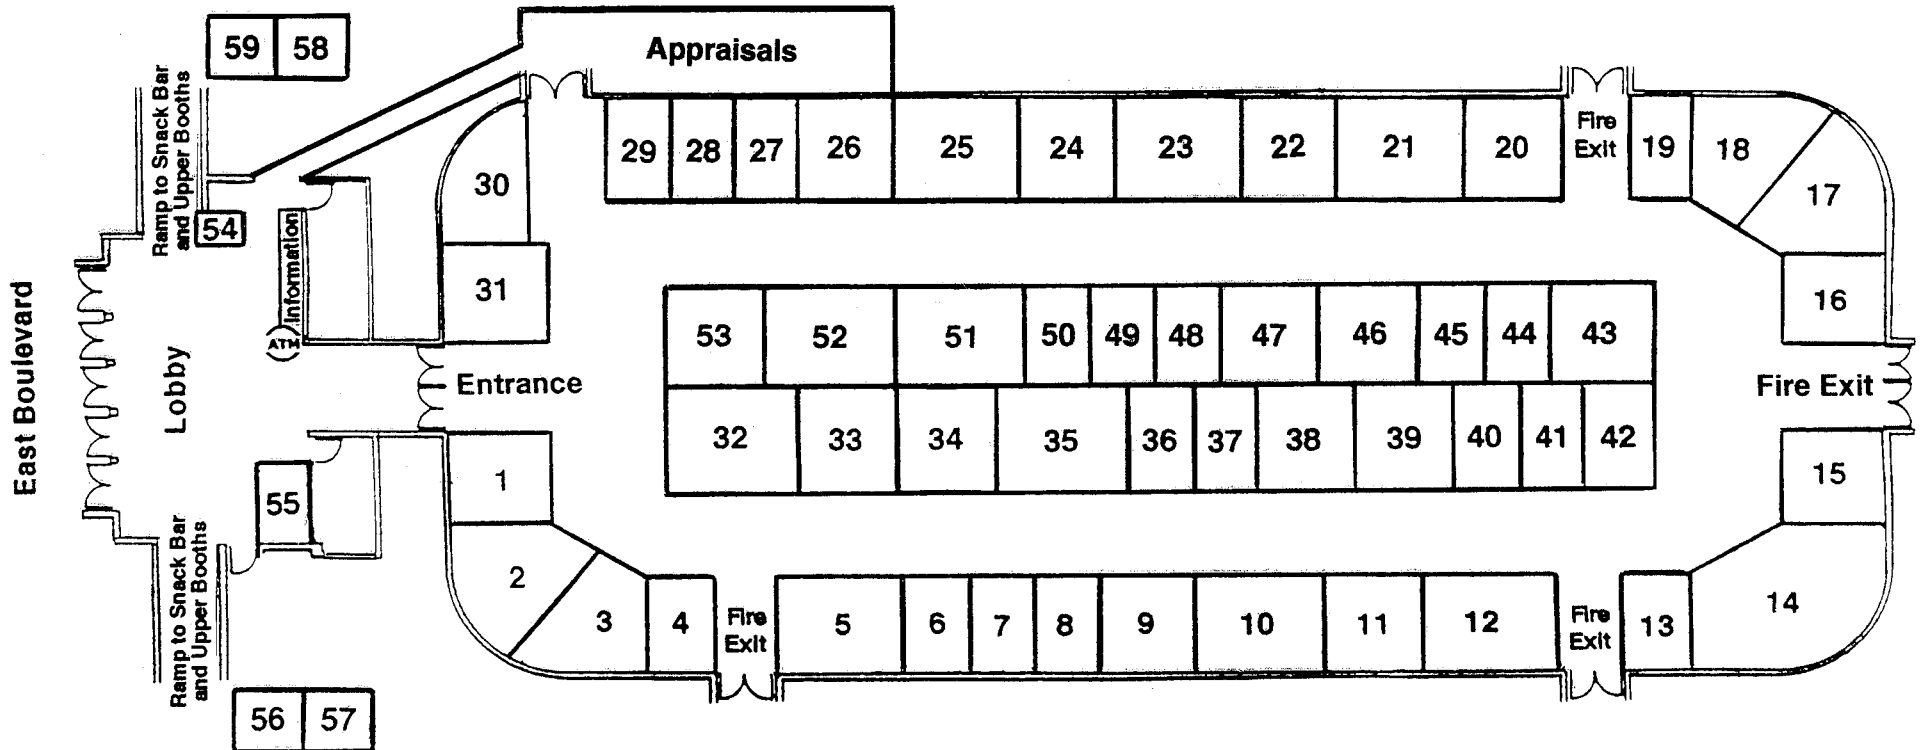 59 58
Appraisals
Ramp to Snack Bar
and Upper Booths
54
Information
ATM
East Boulevard
Lobby
Entrance
30
31
29 28 27 26 25 24 23 22 21 20
Fire
Exit
19 18
17
16
53 52 51 50 49 48 47 46 45 44 43
32 33 34 35 36 37 38 39 40 41 42
Fire Exit
15
14
1
2
3 4
Fire
Exit
5 6 7 8 9 10 11 12
Fire
Exit
13
55
Ramp to Snack Bar
and Upper Booths
56 57